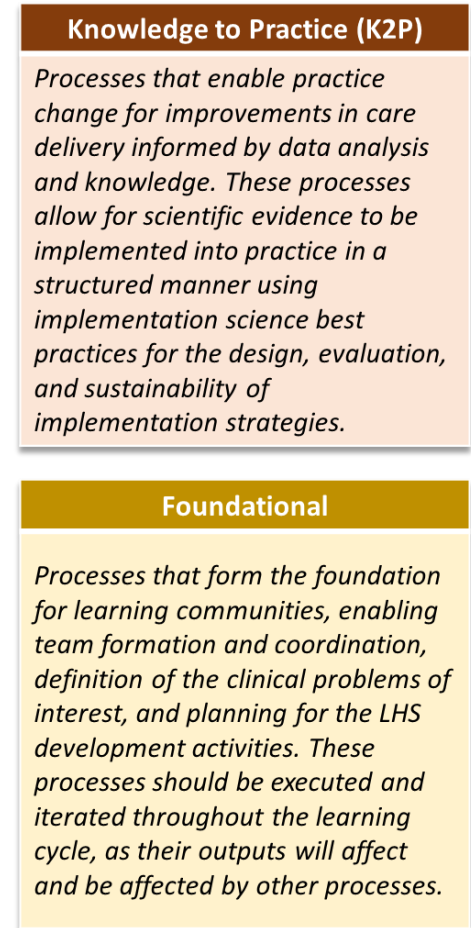 Knowledge to Practice (K2P)
Processes that enable practice
change for improvements in care
delivery informed by data analysis
and knowledge. These processes
allow for scientific evidence to be
implemented into practice in a
structured manner using
implementation science best
practices for the design, evaluation,
and sustainability of
implementation strategies.
Foundational
Processes that form the foundation
for learning communities, enabling
team formation and coordination,
definition of the clinical problems of
interest, and planning for the LHS
development activities. These
processes should be executed and
iterated throughout the learning
cycle, as their outputs will affect
and be affected by other processes.